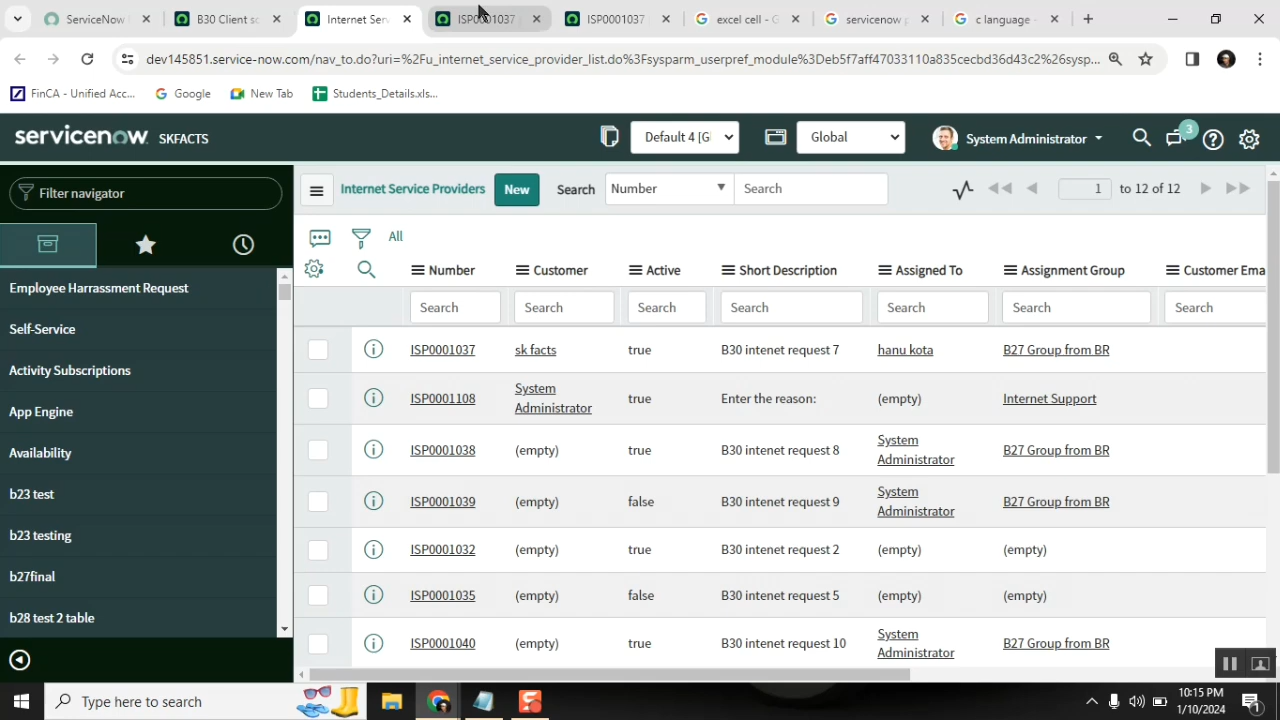 ServiceNow
B30 Client sc
Internet Serv
ISP0001037
ISP0001037
excel cell - G
servicenow p
c language -
dev145851.service-now.com/nav_to.do?uri=%2Fu_internet_service_provider_list.do%3Fsysparm_userpref_module%3Deb5f7aff47033110a835cecbd36d43c2%26sysp...
FinCA - Unified Acc...
Google
New Tab
Students_Details.xls...
servicenow
SKFACTS
Default 4 [G
Global
System Administrator
3
Filter navigator
Internet Service Providers
New
Search
Number
Search
1
to 12 of 12
All
Number
Customer
Active
Short Description
Assigned To
Assignment Group
Customer Ema
Search
Search
Search
Search
Search
Search
Search
Employee Harrassment Request
Self-Service
Activity Subscriptions
App Engine
Availability
b23 test
b23 testing
b27final
b28 test 2 table
ISP0001037
sk facts
true
B30 intenet request 7
hanu kota
B27 Group from BR
ISP0001108
System
Administrator
true
Enter the reason:
(empty)
Internet Support
ISP0001038
(empty)
true
B30 intenet request 8
System
Administrator
B27 Group from BR
ISP0001039
(empty)
false
B30 intenet request 9
System
Administrator
B27 Group from BR
ISP0001032
(empty)
true
B30 intenet request 2
(empty)
(empty)
ISP0001035
(empty)
false
B30 intenet request 5
(empty)
(empty)
ISP0001040
(empty)
true
B30 intenet request 10
System
Administrator
B27 Group from BR
Type here to search
10:15 PM
1/10/2024
1